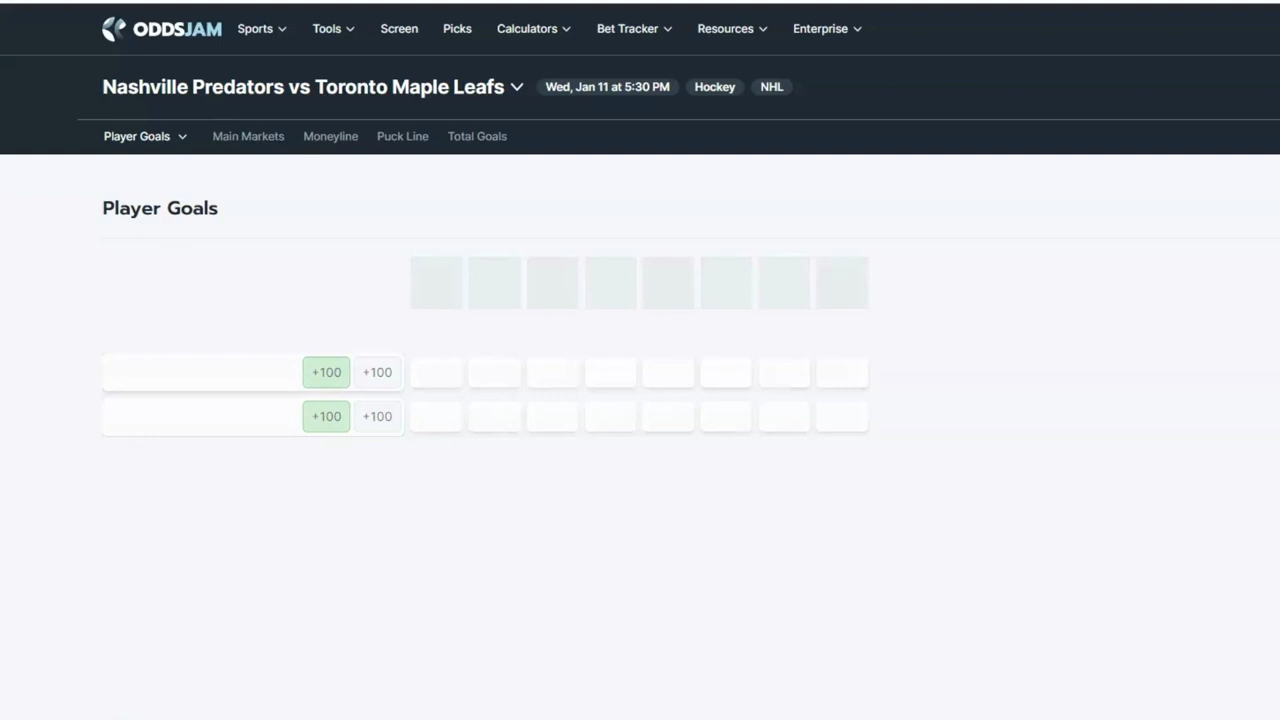 ODDSJAM Sports Tools Screen Picks Calculators Bet Tracker Resources Enterprise
Nashville Predators vs Toronto Maple Leafs Wed, Jan 11 at 5:30 PM Hockey NHL
Player Goals Main Markets Moneyline Puck Line Total Goals
Player Goals
+100 +100
+100 +100